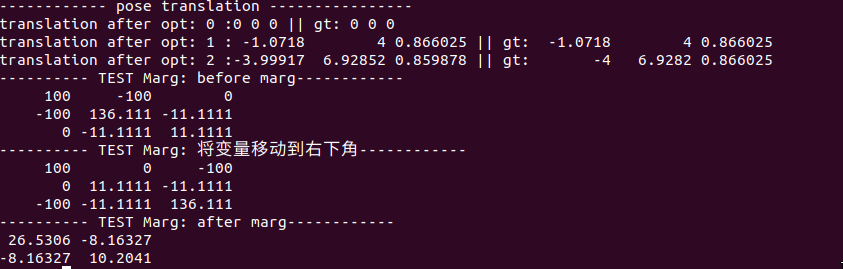 ------------ pose translation ----------------
translation after opt: 0 :0 0 0 || gt: 0 0 0
translation after opt: 1 : -1.0718        4 0.866025 || gt:  -1.0718        4 0.866025
translation after opt: 2 :-3.99917  6.92852 0.859878 || gt:       -4   6.9282 0.866025
---------- TEST Marg: before marg------------
     100     -100        0
    -100  136.111 -11.1111
       0 -11.1111  11.1111
---------- TEST Marg: 将变量移动到右下角------------
     100        0     -100
       0  11.1111 -11.1111
    -100 -11.1111  136.111
---------- TEST Marg: after marg------------
 26.5306 -8.16327
-8.16327  10.2041